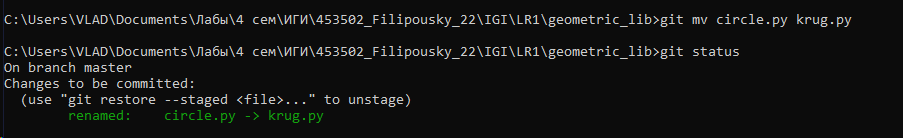 C:\Users\VLAD\Documents\Лабы\4 сем\ИГИ\453502_Filipousky_22\IGI\LR1\geometric_lib>git mv circle.py krug.py
C:\Users\VLAD\Documents\Лабы\4 сем\ИГИ\453502_Filipousky_22\IGI\LR1\geometric_lib>git status
On branch master
Changes to be committed:
  (use "git restore --staged <file>..." to unstage)
        renamed:    circle.py -> krug.py